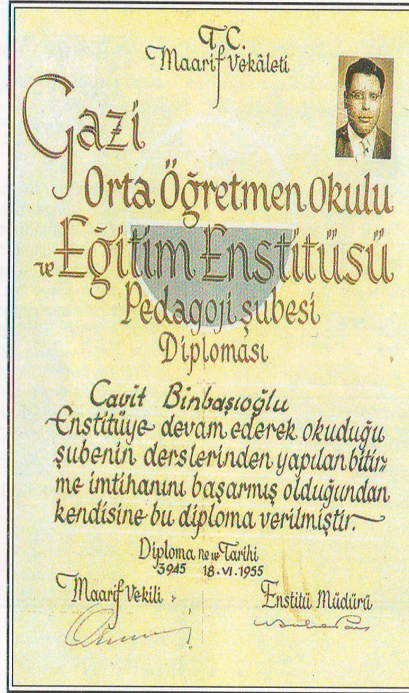 T.C.
Maarif Vekâleti
Gazi
Orta Öğretmen Okulu
ve Eğitim Enstitüsü
Pedagoji şubesi
Diploması
Cavit Binbaşıoğlu
Enstitüye devam ederek okuduğu
şubenin derslerinden yapılan bitir-
me imtihanını başarmış olduğundan
kendisine bu diploma verilmiştir.
Diploma no ve Tarihi
3945 18.VI.1955
Maarif Vekili Enstitü Müdürü